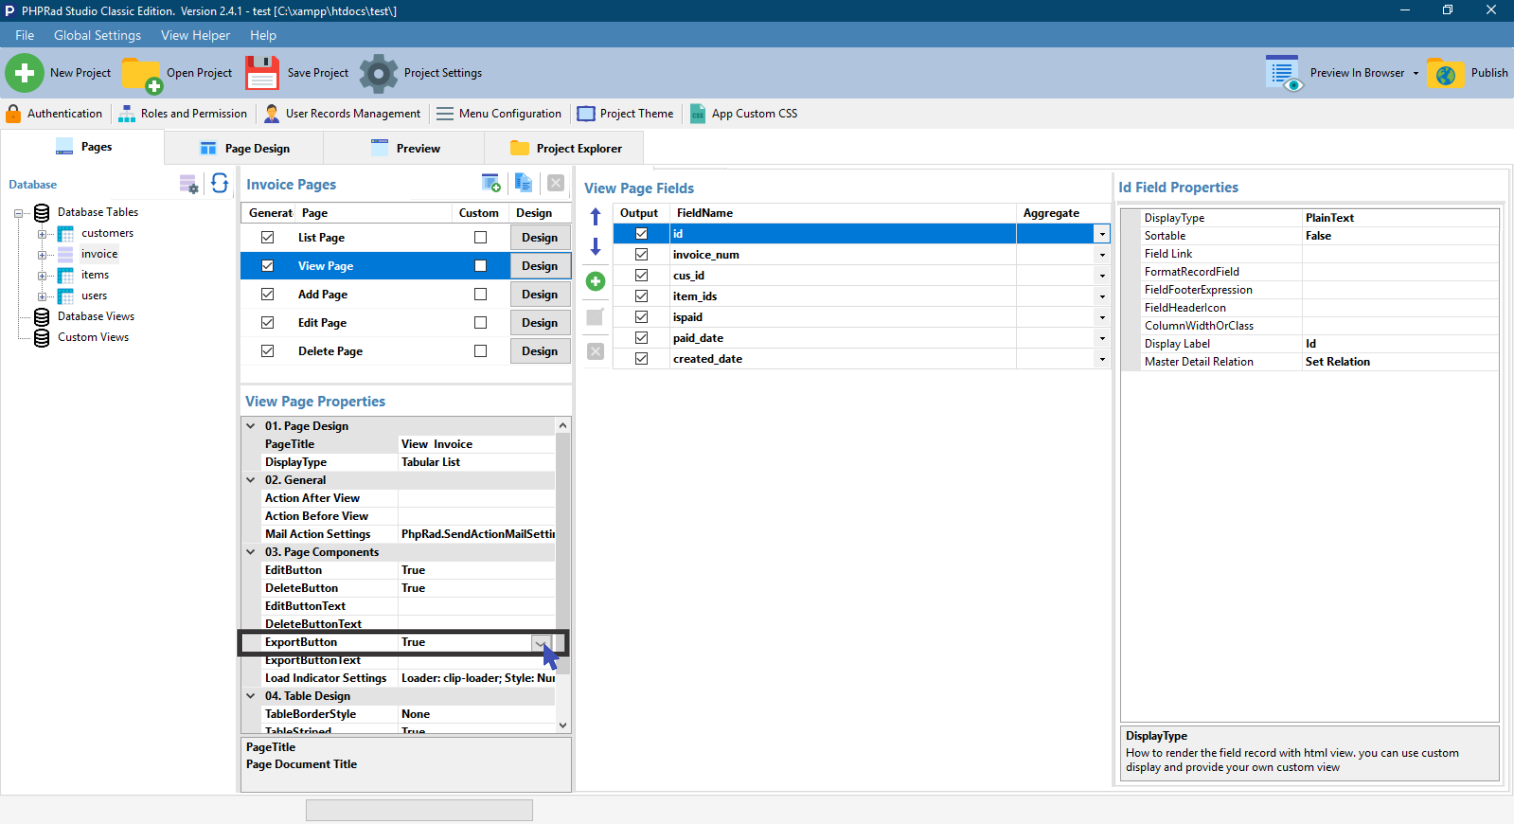 PHPRad Studio Classic Edition.  Version 2.4.1 - test [C:\xampp\htdocs\test\]
File Global Settings View Helper Help
New Project Open Project Save Project Project Settings Preview In Browser Publish
Authentication Roles and Permission User Records Management Menu Configuration Project Theme App Custom CSS
Pages Page Design Preview Project Explorer
Database
Database Tables
customers
invoice
items
users
Database Views
Custom Views
Invoice Pages
Generat Page Custom Design
List Page Design
View Page Design
Add Page Design
Edit Page Design
Delete Page Design
View Page Properties
01. Page Design
PageTitle View  Invoice
DisplayType Tabular List
02. General
Action After View
Action Before View
Mail Action Settings PhpRad.SendActionMailSettin
03. Page Components
EditButton True
DeleteButton True
EditButtonText
DeleteButtonText
ExportButton True
ExportButtonText
Load Indicator Settings Loader: clip-loader; Style: Nur
04. Table Design
TableBorderStyle None
TableStriped True
PageTitle
Page Document Title
View Page Fields
Output FieldName Aggregate
id
invoice_num
cus_id
item_ids
ispaid
paid_date
created_date
Id Field Properties
DisplayType PlainText
Sortable False
Field Link
FormatRecordField
FieldFooterExpression
FieldHeaderIcon
ColumnWidthOrClass
Display Label Id
Master Detail Relation Set Relation
DisplayType
How to render the field record with html view. you can use custom
display and provide your own custom view